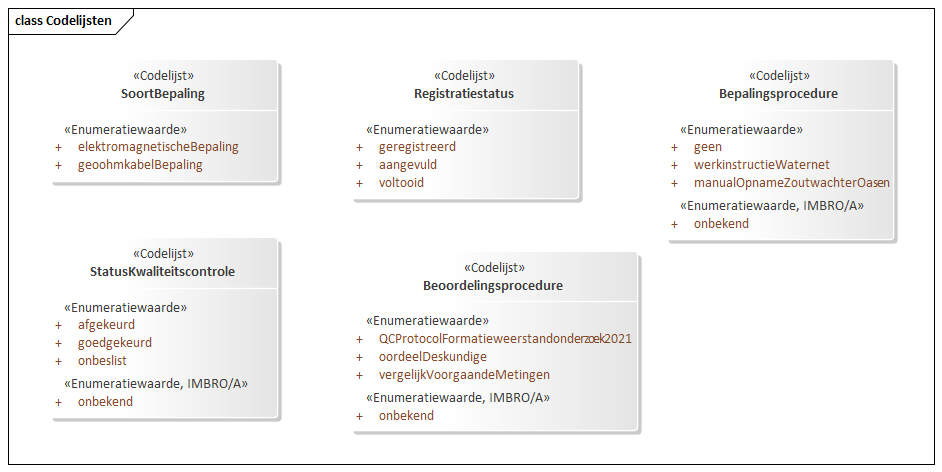 class Codelijsten
«Codelijst»
SoortBepaling
«Enumeratiewaarde»
+ elektromagnetischeBepaling
+ geoohmkabelBepaling
«Codelijst»
Registratiestatus
«Enumeratiewaarde»
+ geregistreerd
+ aangevuld
+ voltooid
«Codelijst»
Bepalingsprocedure
«Enumeratiewaarde»
+ geen
+ werkinstructieWaternet
+ manualOpnameZoutwachterOasen
«Enumeratiewaarde, IMBRO/A»
+ onbekend
«Codelijst»
StatusKwaliteitscontrole
«Enumeratiewaarde»
+ afgekeurd
+ goedgekeurd
+ onbeslist
«Enumeratiewaarde, IMBRO/A»
+ onbekend
«Codelijst»
Beoordelingsprocedure
«Enumeratiewaarde»
+ QCProtocolFormatieweerstandonderzoek2021
+ oordeelDeskundige
+ vergelijkVoorgaandeMetingen
«Enumeratiewaarde, IMBRO/A»
+ onbekend